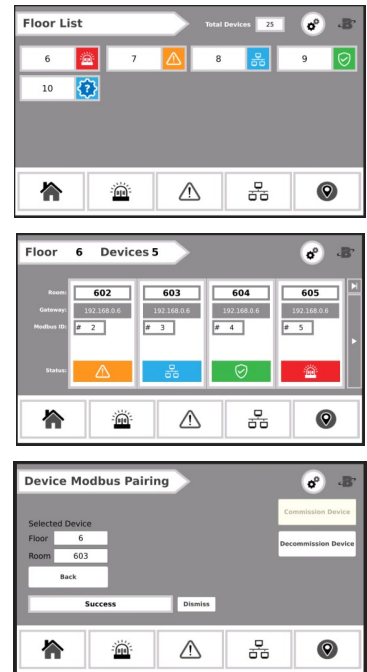 Floor List Total Devices 25
6 7 8 9
10 ?
Floor 6 Devices 5
Room: 602 603 604 605
Gateway: 192.168.0.6 192.168.0.6 192.168.0.6 192.168.0.6
Modbus ID: # 2 # 3 # 4 # 5
Status:
Device Modbus Pairing
Commission Device
Selected Device
Floor 6
Decommission Device
Room 603
Back
Success Dismiss